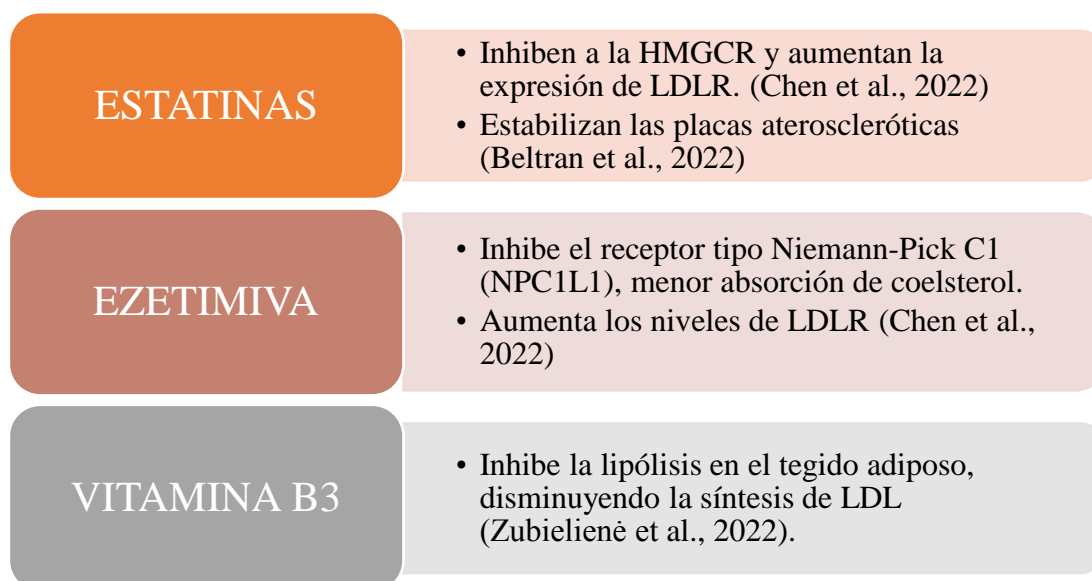 ESTATINAS
• Inhiben a la HMGCR y aumentan la
expresión de LDLR. (Chen et al., 2022)
• Estabilizan las placas ateroscleróticas
(Beltran et al., 2022)
EZETIMIVA
• Inhibe el receptor tipo Niemann-Pick C1
(NPC1L1), menor absorción de coelsterol.
• Aumenta los niveles de LDLR (Chen et al.,
2022)
VITAMINA B3
• Inhibe la lipólisis en el tegido adiposo,
disminuyendo la síntesis de LDL
(Zubielienė et al., 2022).